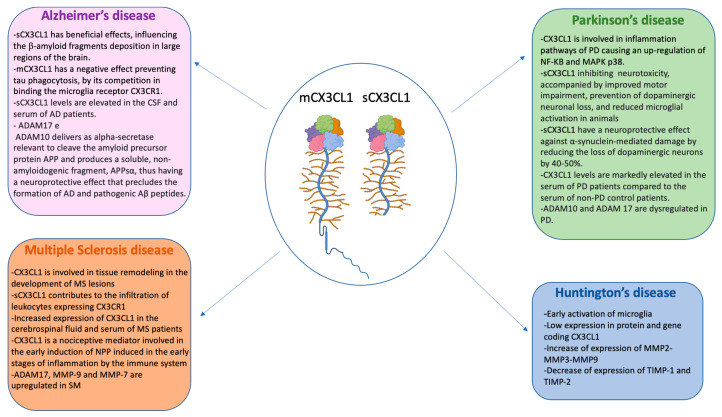 Alzheimer's disease
-sCX3CL1 has beneficial effects, influencing
the β-amyloid fragments deposition in large
regions of the brain.
-mCX3CL1 has a negative effect preventing
tau phagocytosis, by its competition in
binding the microglia receptor CX3CR1.
-sCX3CL1 levels are elevated in the CSF and
serum of AD patients.
- ADAM17 e
ADAM10 delivers as alpha-secretase
relevant to cleave the amyloid precursor
protein APP and produces a soluble, non-
amyloidogenic fragment, APPsα, thus having
a neuroprotective effect that precludes the
formation of AD and pathogenic Aβ peptides.
mCX3CL1 sCX3CL1
Parkinson's disease
-CX3CL1 is involved in inflammation
pathways of PD causing an up-regulation of
NF-KB and MAPK p38.
-sCX3CL1 inhibiting neurotoxicity,
accompanied by improved motor
impairment, prevention of dopaminergic
neuronal loss, and reduced microglial
activation in animals
-sCX3CL1 have a neuroprotective effect
against α-synuclein-mediated damage by
reducing the loss of dopaminergic neurons
by 40-50%.
-CX3CL1 levels are markedly elevated in the
serum of PD patients compared to the
serum of non-PD control patients.
-ADAM10 and ADAM 17 are dysregulated in
PD.
Multiple Sclerosis disease
-CX3CL1 is involved in tissue remodeling in the
development of MS lesions
-sCX3CL1 contributes to the infiltration of
leukocytes expressing CX3CR1
-Increased expression of CX3CL1 in the
cerebrospinal fluid and serum of MS patients
-CX3CL1 is a nociceptive mediator involved in
the early induction of NPP induced in the early
stages of inflammation by the immune system
-ADAM17, MMP-9 and MMP-7 are
upregulated in SM
Huntington's disease
-Early activation of microglia
-Low expression in protein and gene
coding CX3CL1
-Increase of expression of MMP2-
MMP3-MMP9
-Decrease of expression of TIMP-1 and
TIMP-2